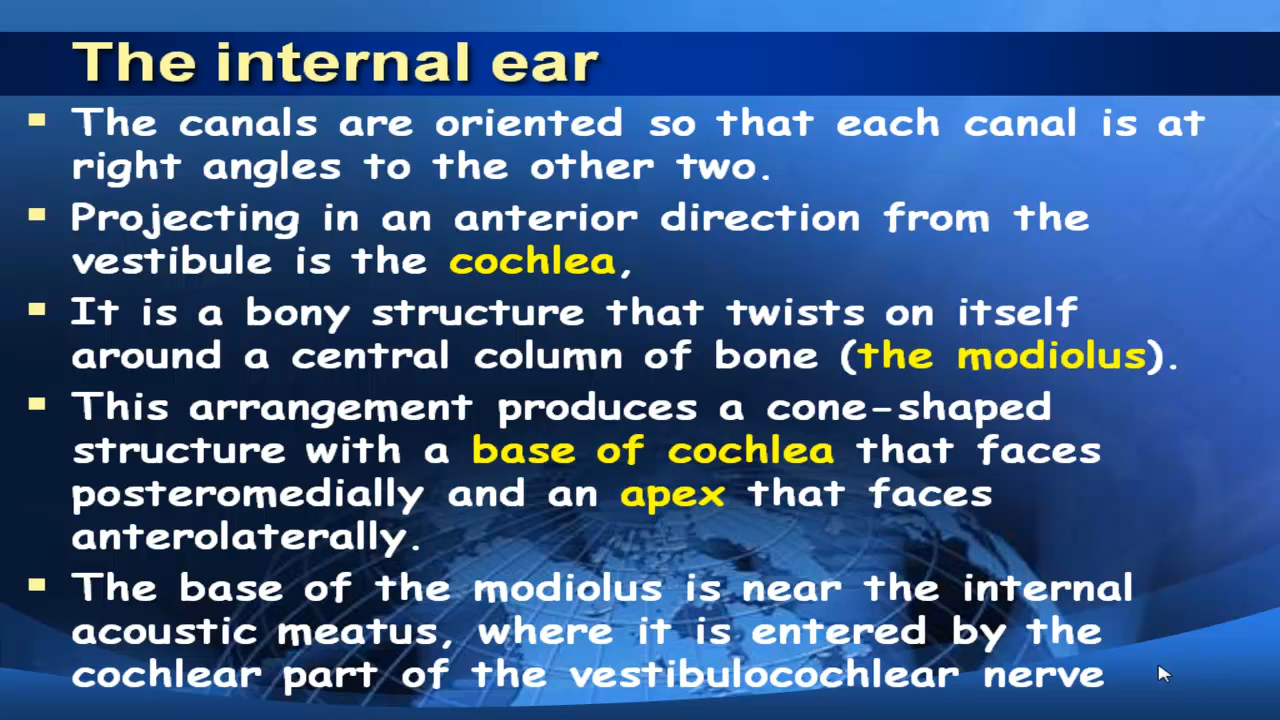 The internal ear
The canals are oriented so that each canal is at
right angles to the other two.
Projecting in an anterior direction from the
vestibule is the cochlea,
It is a bony structure that twists on itself
around a central column of bone (the modiolus).
This arrangement produces a cone-shaped
structure with a base of cochlea that faces
posteromedially and an apex that faces
anterolaterally.
The base of the modiolus is near the internal
acoustic meatus, where it is entered by the
cochlear part of the vestibulocochlear nerve